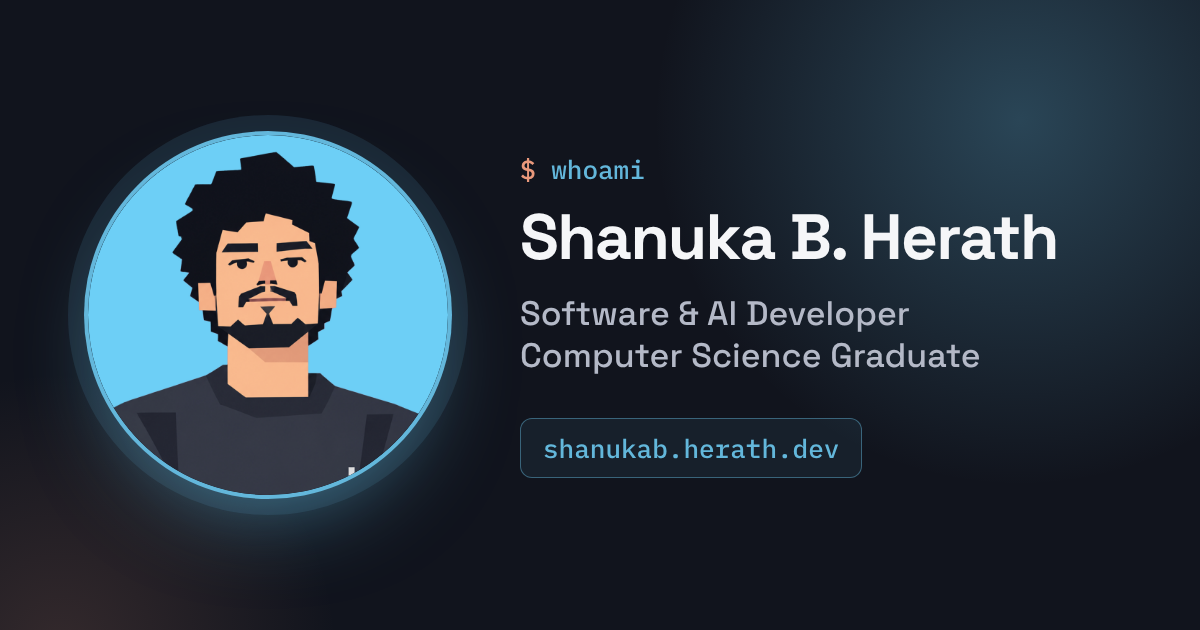 $ whoami
Shanuka B. Herath
Software & AI Developer
Computer Science Graduate
shanukab.herath.dev